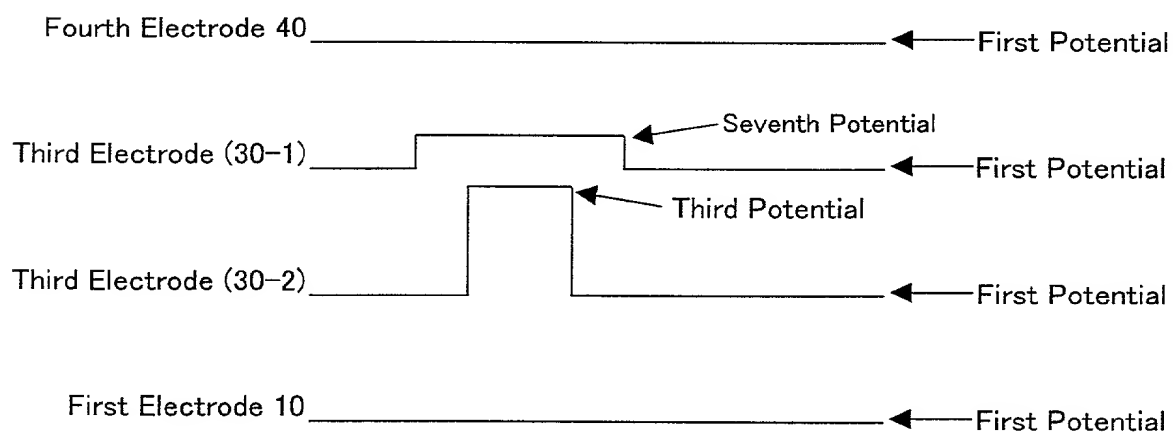 Fourth Electrode 40
First Potential
Seventh Potential
Third Electrode (30-1)
First Potential
Third Potential
Third Electrode (30-2)
First Potential
First Electrode 10
First Potential